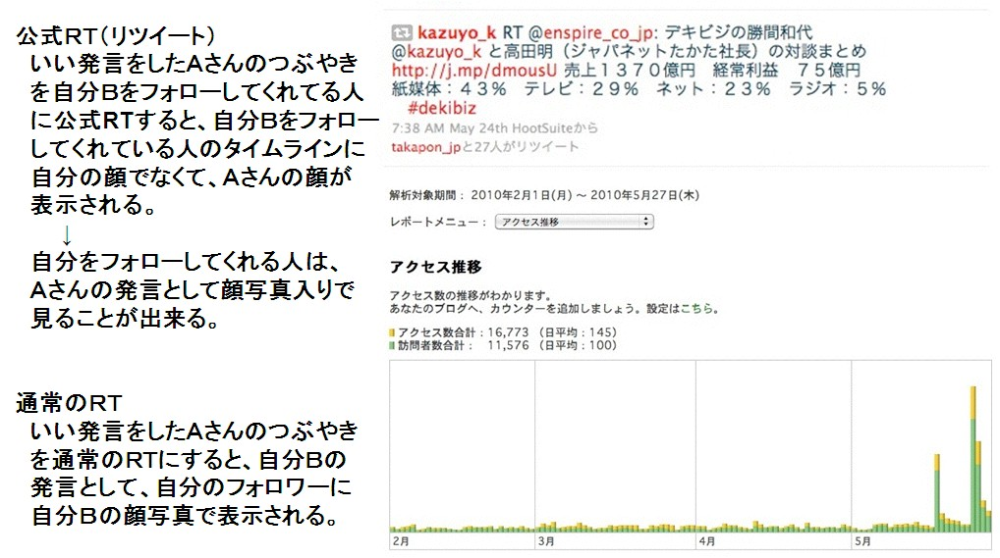 公式ＲＴ（リツイート）
いい発言をしたＡさんのつぶやき
を自分Ｂをフォローしてくれてる人
に公式RTすると、自分Ｂをフォロー
してくれている人のタイムラインに
自分の顔でなくて、Ａさんの顔が
表示される。
↓
自分をフォローしてくれる人は、
Ａさんの発言として顔写真入りで
見ることが出来る。
通常のＲＴ
いい発言をしたＡさんのつぶやき
を通常のＲＴにすると、自分Ｂの
発言として、自分のフォロワーに
自分Ｂの顔写真で表示される。
kazuyo_k RT @enspire_co_jp: デキビジの勝間和代
@kazuyo_k と高田明（ジャパネットたかた社長）の対談まとめ
http://j.mp/dmousU 売上１３７０億円　経常利益　７５億円
紙媒体：４３％　テレビ：２９％　ネット：２３％　ラジオ：５％
#dekibiz
7:38 AM May 24th HootSuiteから
takapon_jpと27人がリツイート
解析対象期間： 2010年2月1日(月) ～ 2010年5月27日(木)
レポートメニュー： アクセス推移
アクセス推移
アクセス数の推移がわかります。
あなたのブログへ、カウンターを追加しましょう。設定はこちら。
アクセス数合計：16,773 （日平均：145）
訪問者数合計： 11,576 （日平均：100）
2月 3月 4月 5月